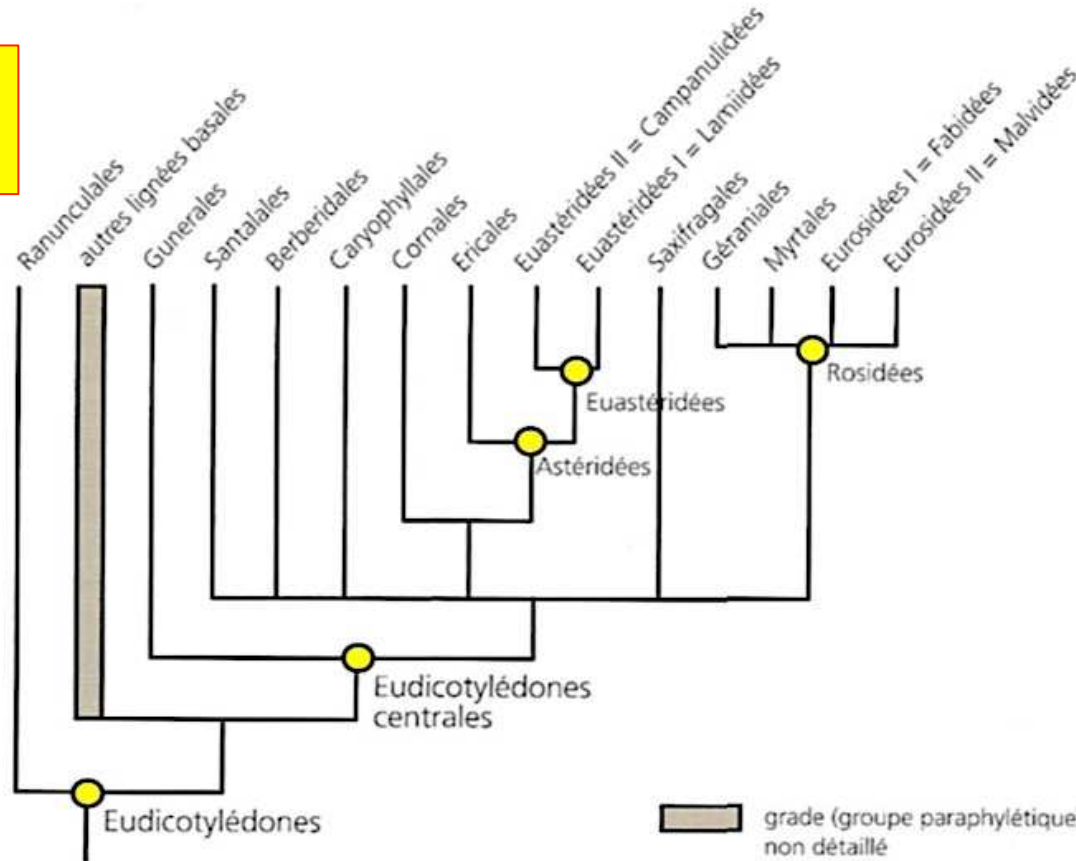 Ranunculales
autres lignées basales
Gunerales
Santalales
Berberidales
Caryophyllales
Cornales
Ericales
Euastéridées II = Campanulidées
Euastéridées I = Lamiidées
Saxifragales
Géraniales
Myrtales
Eurosidées I = Fabidées
Eurosidées II = Malvidées
Rosidées
Euastéridées
Astéridées
Eudicotylédones
centrales
Eudicotylédones
grade (groupe paraphylétique
non détaillé